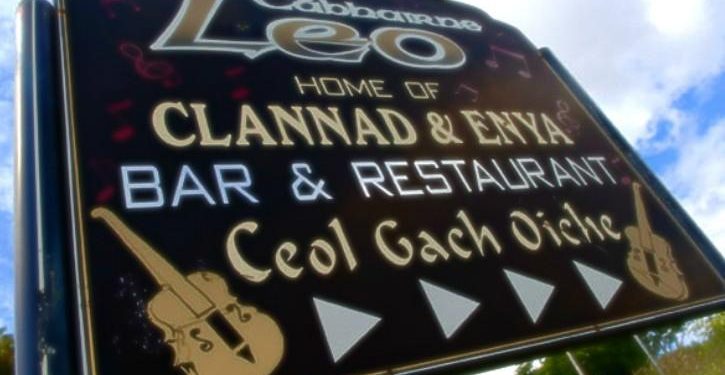 Tabhairne
Leo
HOME OF
CLANNAD & ENYA
BAR & RESTAURANT
Ceol Gach Oiche